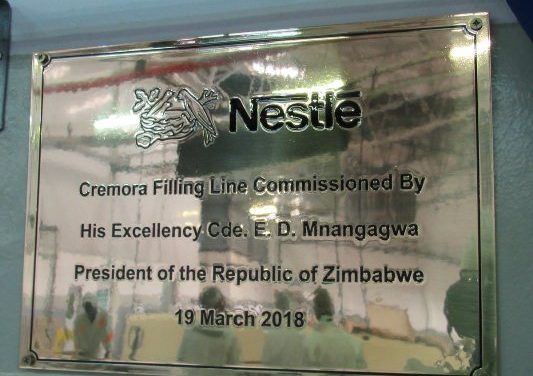 Nestlé
Cremora Filling Line Commissioned By
His Excellency Cde. E. D. Mnangagwa
President of the Republic of Zimbabwe
19 March 2018